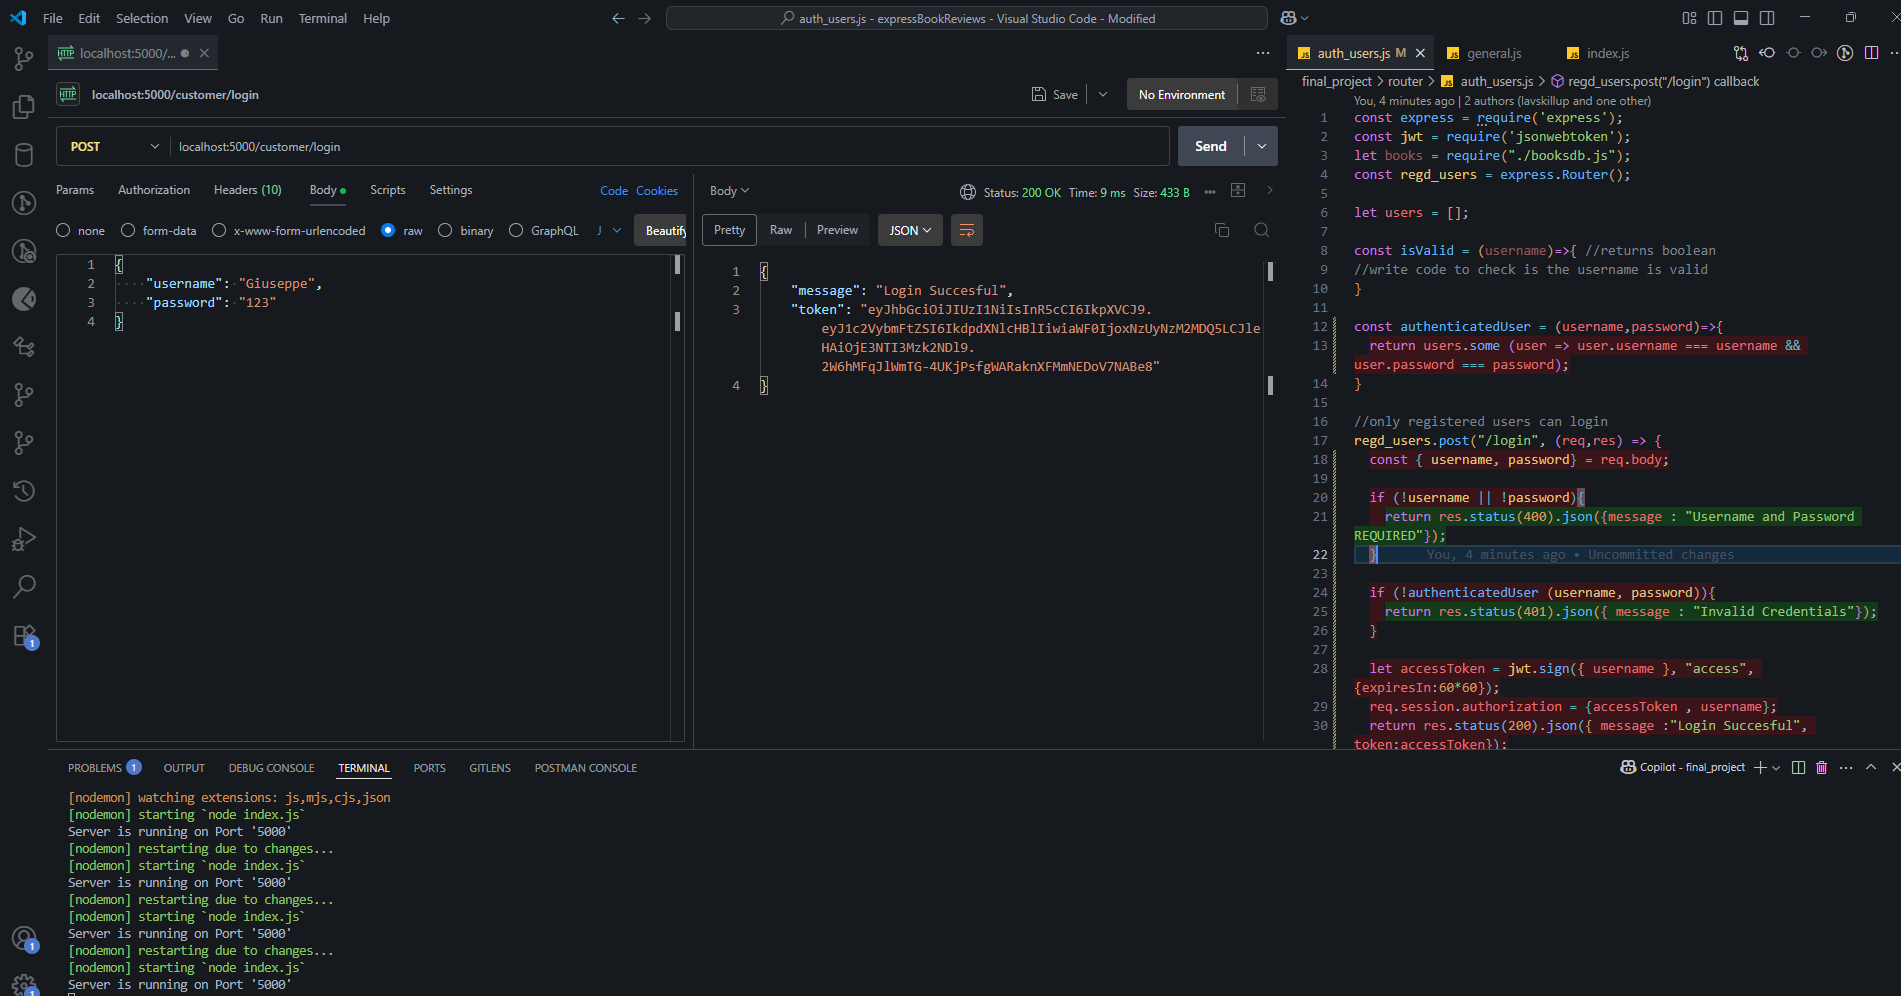 File Edit Selection View Go Run Terminal Help
auth_users.js - expressBookReviews - Visual Studio Code - Modified
localhost:5000/...
localhost:5000/customer/login
Save
No Environment
POST
localhost:5000/customer/login
Send
Params Authorization Headers (10) Body Scripts Settings
Code Cookies
none form-data x-www-form-urlencoded raw binary GraphQL J
Beautify
1 {
2 "username": "Giuseppe",
3 "password": "123"
4 }
Body
Status: 200 OK Time: 9 ms Size: 433 B
Pretty Raw Preview JSON
1 {
2 "message": "Login Succesful",
3 "token": "eyJhbGciOiJIUzI1NiIsInR5cCI6IkpXVCJ9.
eyJ1c2VybmFtZSI6IkdpdXNlcHBlIiwiaWF0IjoxNzUyNzM2MDQ5LCJle
HAiOjE3NTI3Mzk2NDl9.
2W6hMFqJlWmTG-4UKjPsfgWARaknXFMmNEDoV7NABe8"
4 }
auth_users.js M general.js index.js
final_project > router > auth_users.js > regd_users.post("/login") callback
You, 4 minutes ago | 2 authors (lavskillup and one other)
1 const express = require('express');
2 const jwt = require('jsonwebtoken');
3 let books = require("./booksdb.js");
4 const regd_users = express.Router();
5
6 let users = [];
7
8 const isValid = (username)=>{ //returns boolean
9 //write code to check is the username is valid
10 }
11
12 const authenticatedUser = (username,password)=>{
13 return users.some (user => user.username === username &&
user.password === password);
14 }
15
16 //only registered users can login
17 regd_users.post("/login", (req,res) => {
18 const { username, password} = req.body;
19
20 if (!username || !password){
21 return res.status(400).json({message : "Username and Password
REQUIRED"});
22 } You, 4 minutes ago • Uncommitted changes
23
24 if (!authenticatedUser (username, password)){
25 return res.status(401).json({ message : "Invalid Credentials"});
26 }
27
28 let accessToken = jwt.sign({ username }, "access",
{expiresIn:60*60});
29 req.session.authorization = {accessToken , username};
30 return res.status(200).json({ message :"Login Succesful",
token:accessToken});
PROBLEMS 1 OUTPUT DEBUG CONSOLE TERMINAL PORTS GITLENS POSTMAN CONSOLE
Copilot - final_project
[nodemon] watching extensions: js,mjs,cjs,json
[nodemon] starting `node index.js`
Server is running on Port '5000'
[nodemon] restarting due to changes...
[nodemon] starting `node index.js`
Server is running on Port '5000'
[nodemon] restarting due to changes...
[nodemon] starting `node index.js`
Server is running on Port '5000'
[nodemon] restarting due to changes...
[nodemon] starting `node index.js`
Server is running on Port '5000'
1
1
1